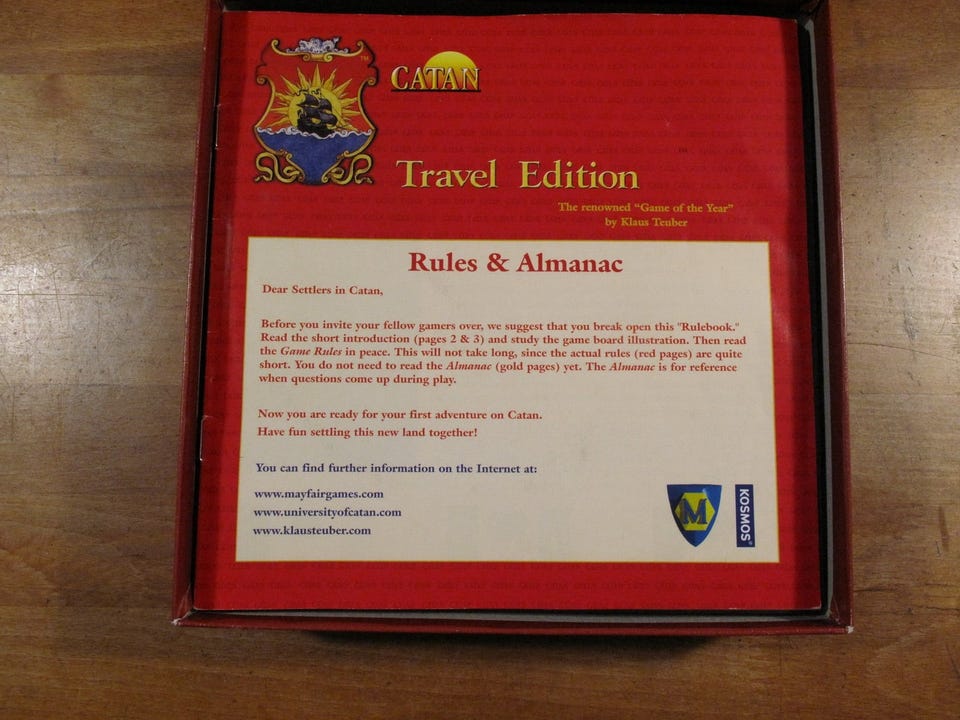 CATAN
Travel Edition
The renowned “Game of the Year”
by Klaus Teuber
Rules & Almanac
Dear Settlers in Catan,
Before you invite your fellow gamers over, we suggest that you break open this "Rulebook."
Read the short introduction (pages 2 & 3) and study the game board illustration. Then read
the Game Rules in peace. This will not take long, since the actual rules (red pages) are quite
short. You do not need to read the Almanac (gold pages) yet. The Almanac is for reference
when questions come up during play.
Now you are ready for your first adventure on Catan.
Have fun settling this new land together!
You can find further information on the Internet at:
www.mayfairgames.com
www.universityofcatan.com
www.klausteuber.com
M
KOSMOS